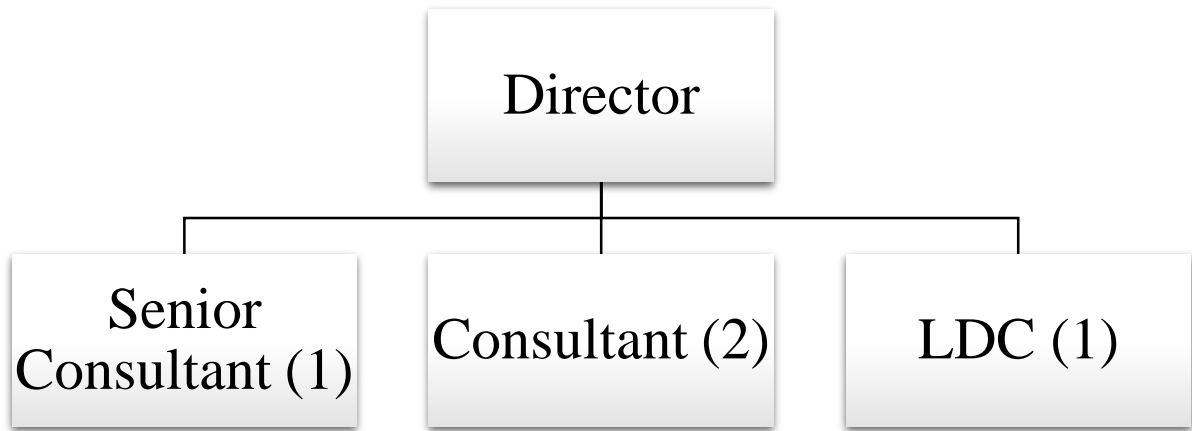 Director
Senior
Consultant (1)
Consultant (2)
LDC (1)